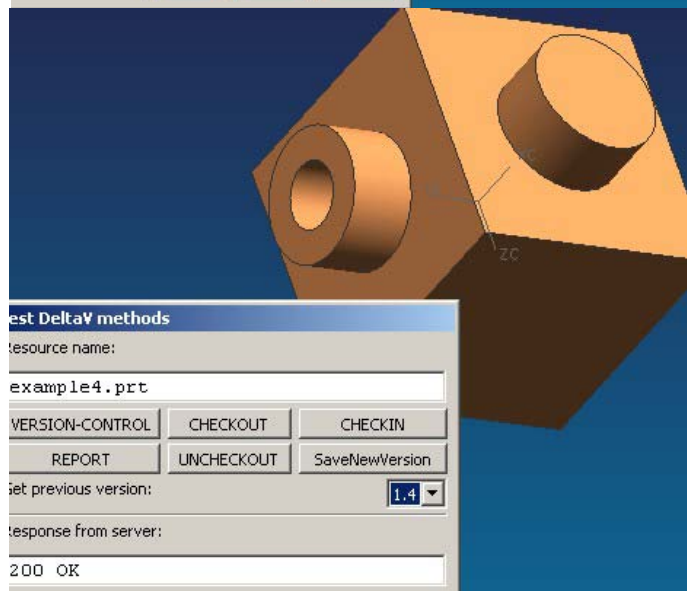 ZC
est DeltaV methods
esource name:
example4.prt
VERSION-CONTROL CHECKOUT CHECKIN
REPORT UNCHECKOUT SaveNewVersion
et previous version: 1.4
esponse from server:
200 OK